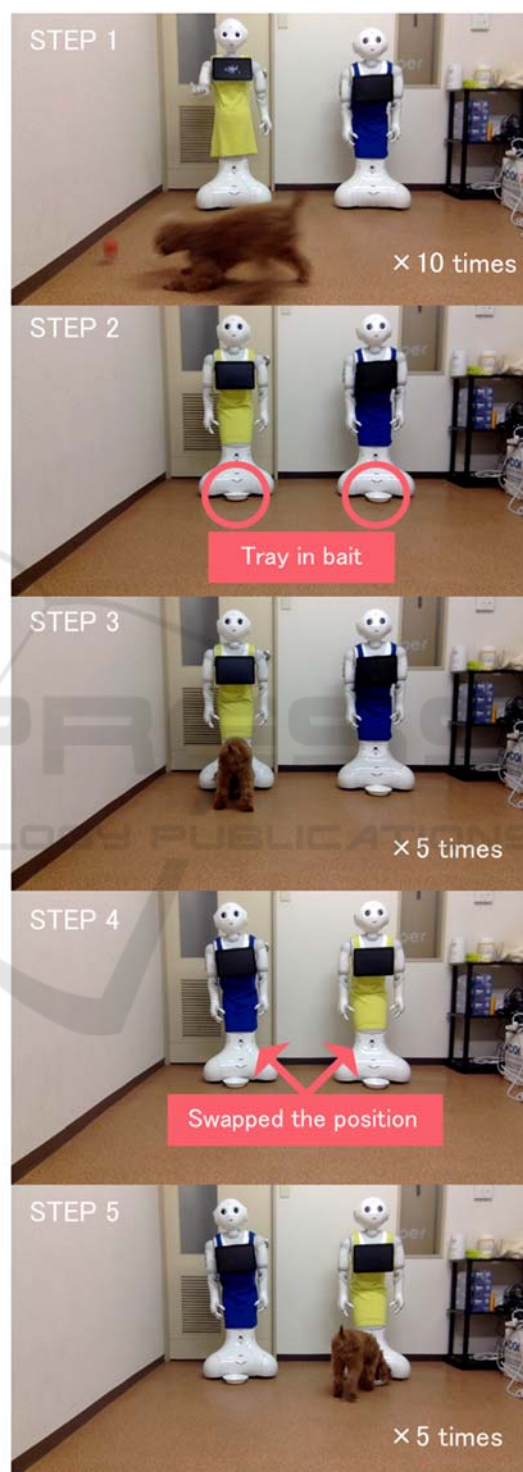 STEP 1
× 10 times
STEP 2
Tray in bait
STEP 3
× 5 times
STEP 4
Swapped the position
STEP 5
× 5 times